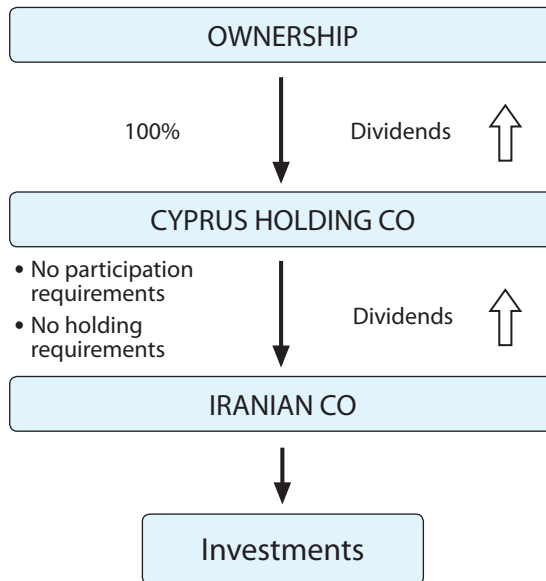 OWNERSHIP
100%
Dividends
CYPRUS HOLDING CO
• No participation
requirements
• No holding
requirements
Dividends
IRANIAN CO
Investments